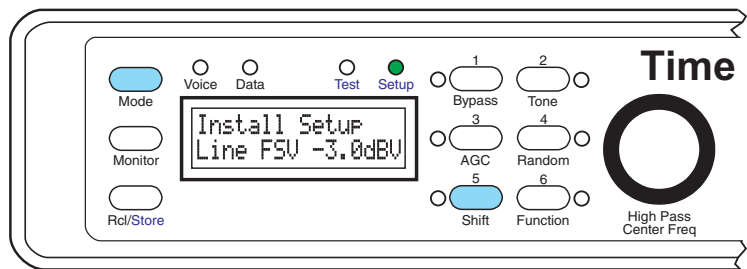 Time
Voice Data Test Setup
Mode
Install Setup
Line FSV -3.0dBV
Monitor
Rcl/Store
1
Bypass
2
Tone
3
AGC
4
Random
5
Shift
6
Function
High Pass
Center Freq